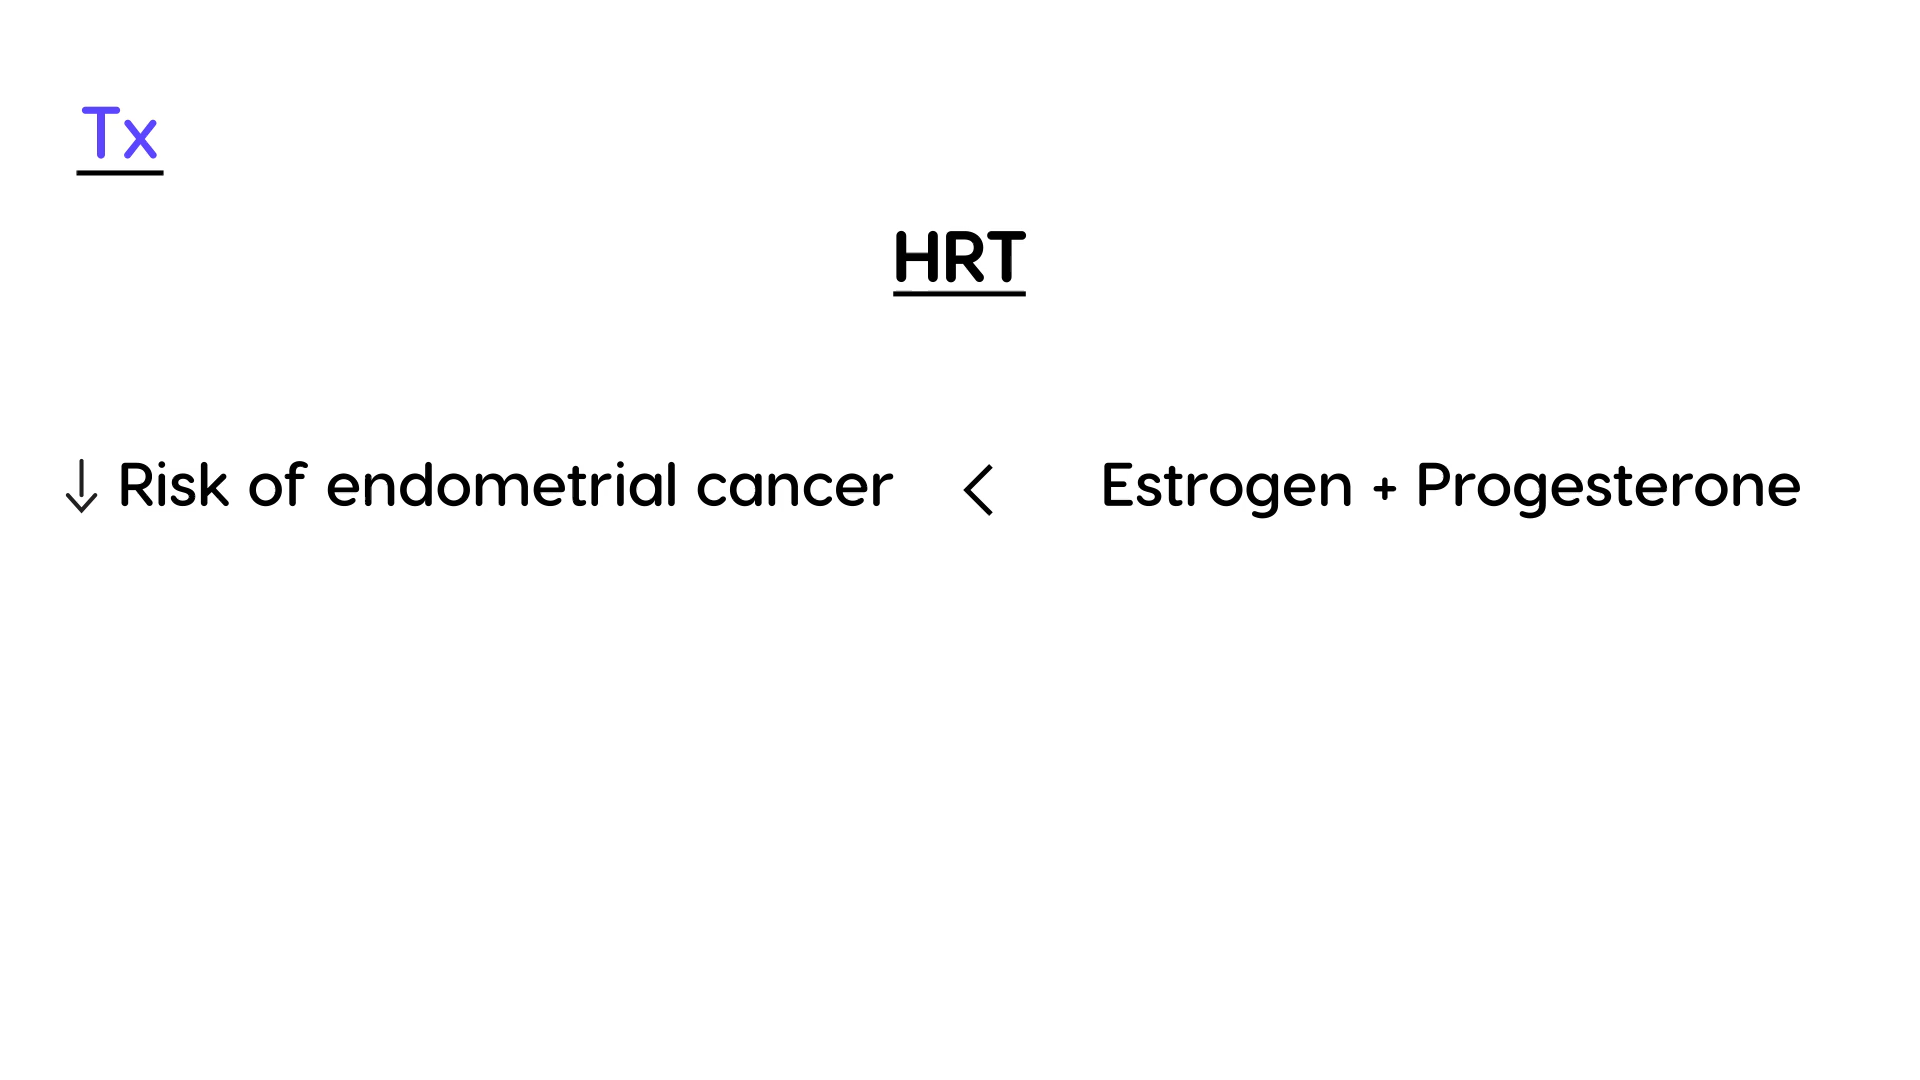 Tx
HRT
↓ Risk of endometrial cancer < Estrogen + Progesterone